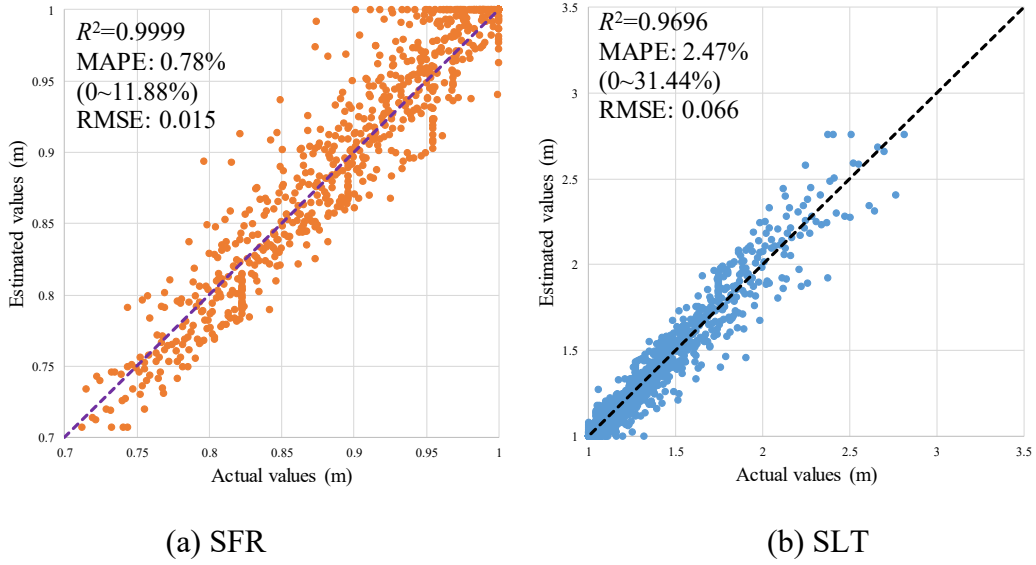 R²=0.9999
MAPE: 0.78%
(0~11.88%)
RMSE: 0.015
1
0.95
0.9
0.85
0.8
0.75
0.7
Estimated values (m)
0.7
0.75
0.8
0.85
0.9
0.95
1
Actual values (m)
(a) SFR
R²=0.9696
MAPE: 2.47%
(0~31.44%)
RMSE: 0.066
3.5
3
2.5
2
1.5
1
Estimated values (m)
1
1.5
2
2.5
3
3.5
Actual values (m)
(b) SLT